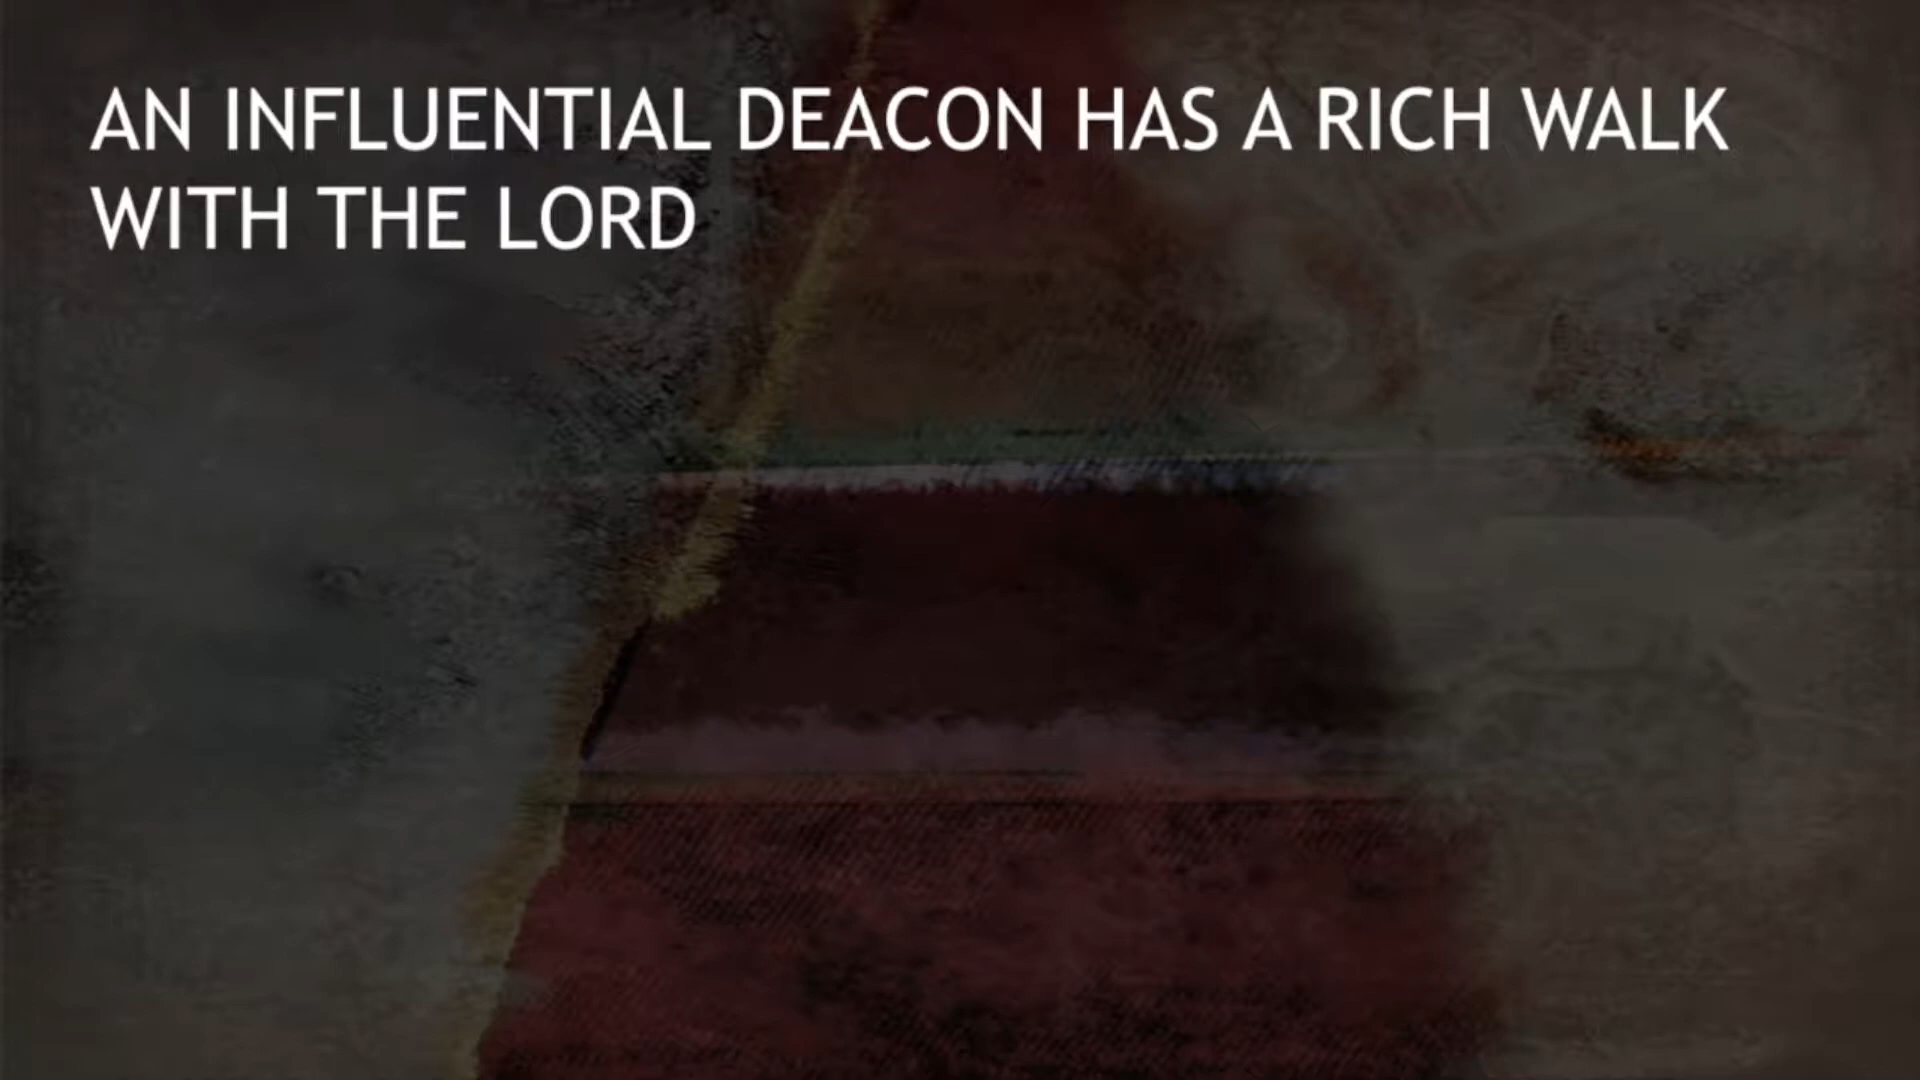 AN INFLUENTIAL DEACON HAS A RICH WALK
WITH THE LORD